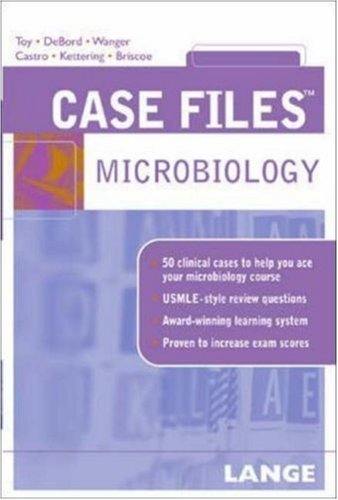 Toy • DeBord • Wanger
Castro • Kettering • Briscoe
CASE FILES™
MICROBIOLOGY
• 50 clinical cases to help you ace
your microbiology course
• USMLE-style review questions
• Award-winning learning system
• Proven to increase exam scores
LANGE